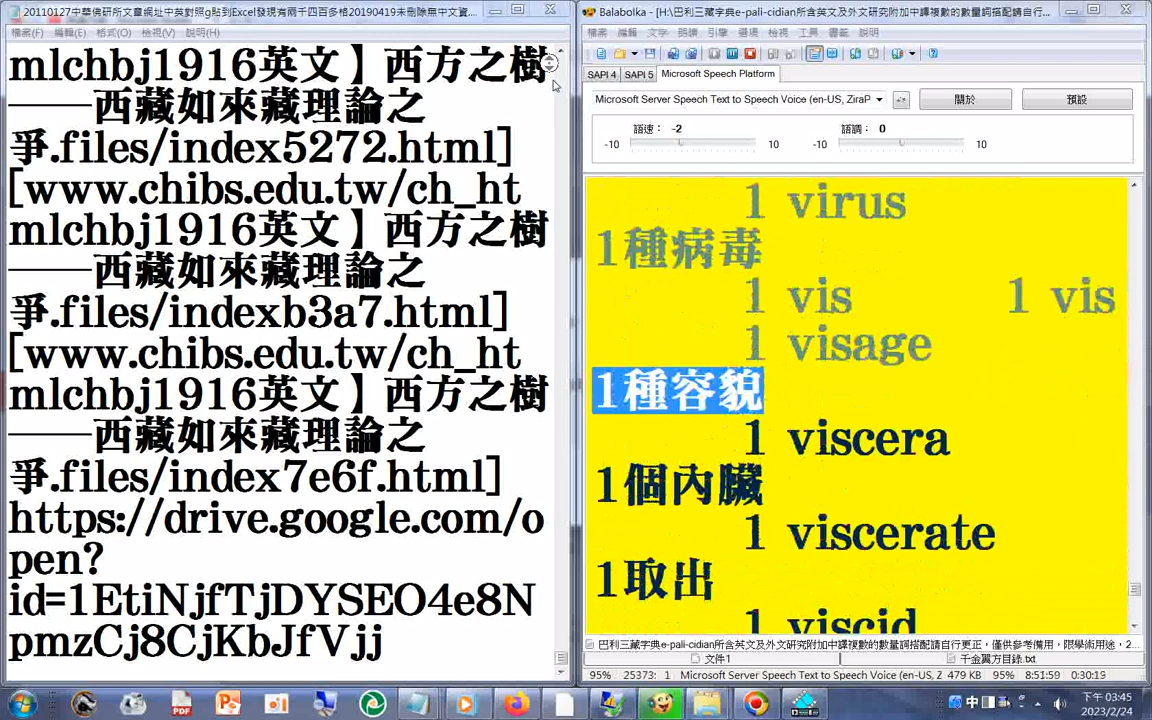 20110127中華佛研所文章網址中英對照g貼到Excel發現有兩千四百多格20190419未刪除無中文資...
檔案(F) 編輯(E) 格式(O) 檢視(V) 說明(H)
mlchbj1916英文】西方之樹
——西藏如來藏理論之
爭.files/index5272.html]
[www.chibs.edu.tw/ch_ht
mlchbj1916英文】西方之樹
——西藏如來藏理論之
爭.files/indexb3a7.html]
[www.chibs.edu.tw/ch_ht
mlchbj1916英文】西方之樹
——西藏如來藏理論之
爭.files/index7e6f.html]
https://drive.google.com/o
pen?
id=1EtiNjfTjDYSEO4e8N
pmzCj8CjKbJfVjj
Balabolka - [H:\巴利三藏字典e-pali-cidian所含英文及外文研究附加中譯複數的數量詞搭配請自行更正,...
檔案 編輯 文字 朗讀 引擎 選項 檢視 工具 書籤 說明
SAPI 4 SAPI 5 Microsoft Speech Platform
Microsoft Server Speech Text to Speech Voice (en-US, ZiraP 關於 預設
語速: -2 語調: 0
-10 10 -10 10
1 virus
1種病毒
1 vis 1 vis
1 visage
1種容貌
1 viscera
1個內臟
1 viscerate
1取出
1 viscid
巴利三藏字典e-pali-cidian所含英文及外文研究附加中譯複數的數量詞搭配請自行更正,僅供參考備用,限學術用途,2...
文件1 千金翼方目錄.txt
95% 25373: 1 Microsoft Server Speech Text to Speech Voice (en-US, Z 479 KB 95% 8:51:59 0:30:19
中
下午 03:45
2023/2/24